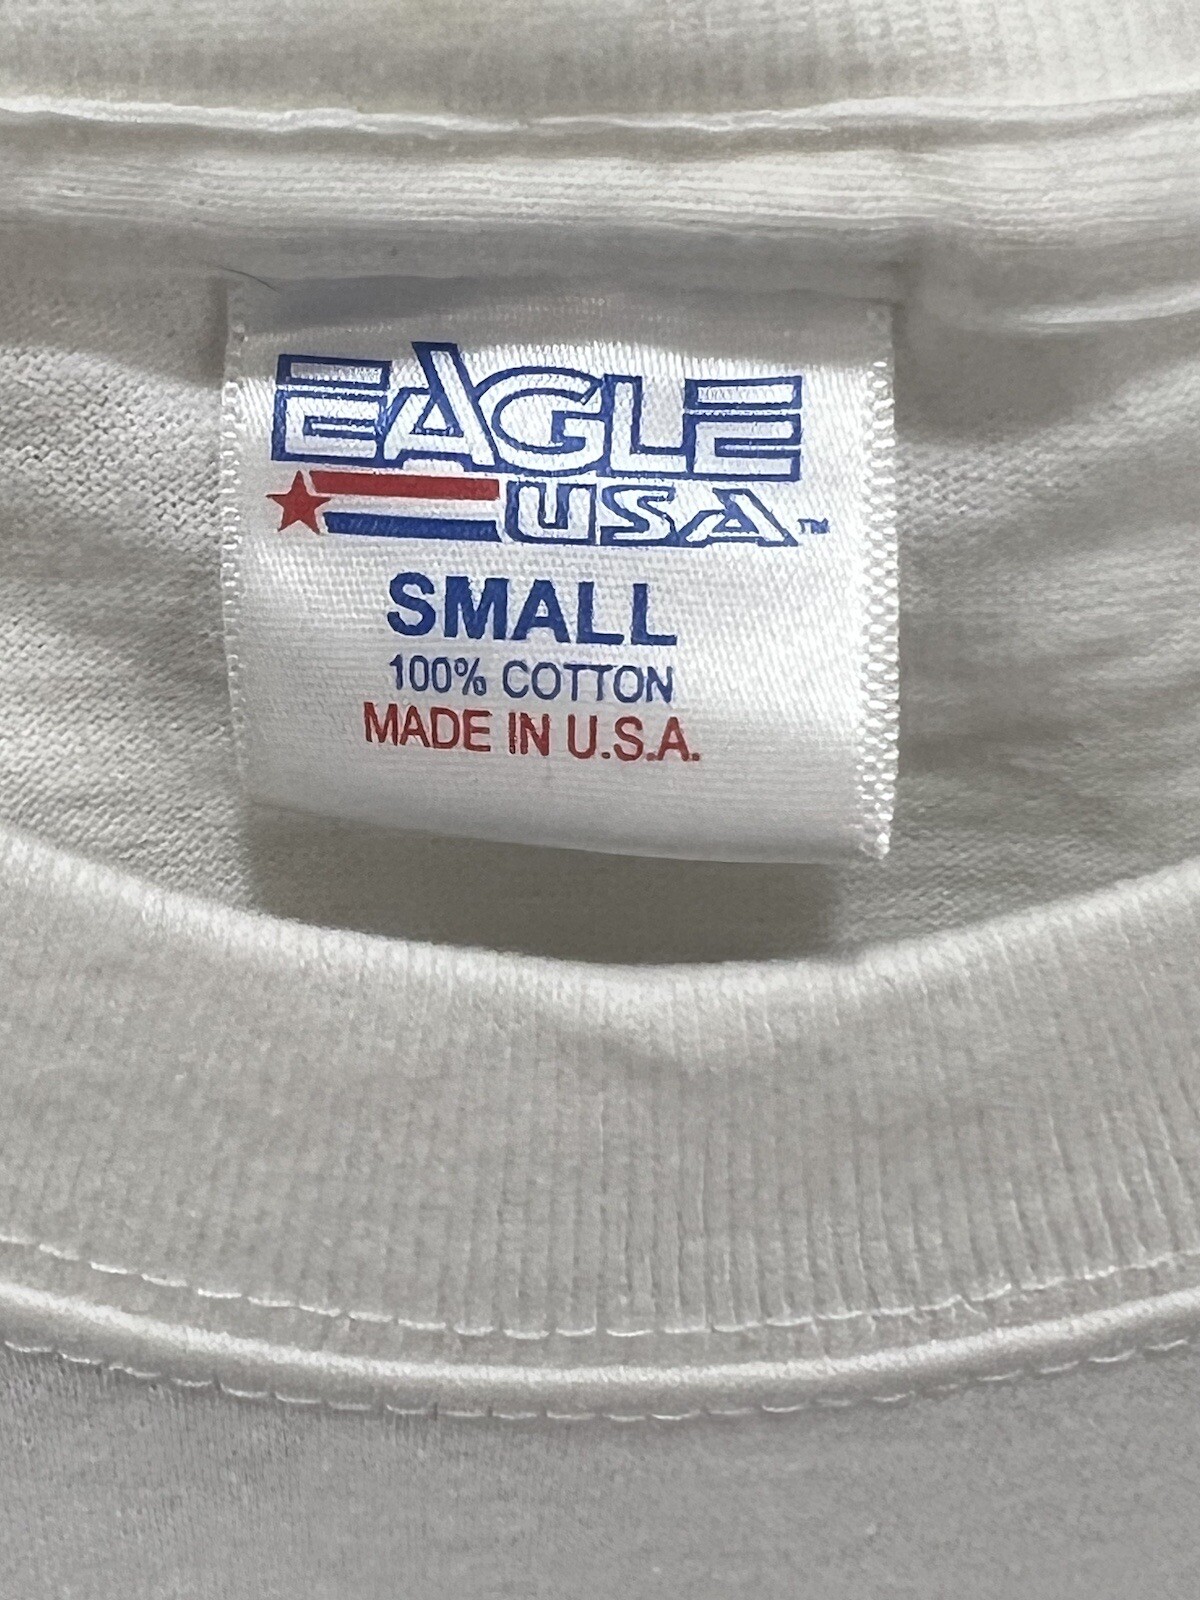 EAGLE
USA™
SMALL
100% COTTON
MADE IN U.S.A.